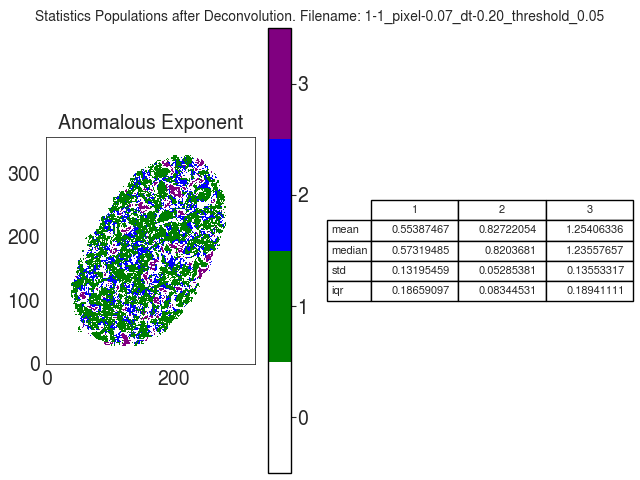 Statistics Populations after Deconvolution. Filename: 1-1_pixel-0.07_dt-0.20_threshold_0.05
Anomalous Exponent
300
200
100
0
0 200
3
2
1
0
1 2 3
mean 0.55387467 0.82722054 1.25406336
median 0.57319485 0.8203681 1.23557657
std 0.13195459 0.05285381 0.13553317
iqr 0.18659097 0.08344531 0.18941111